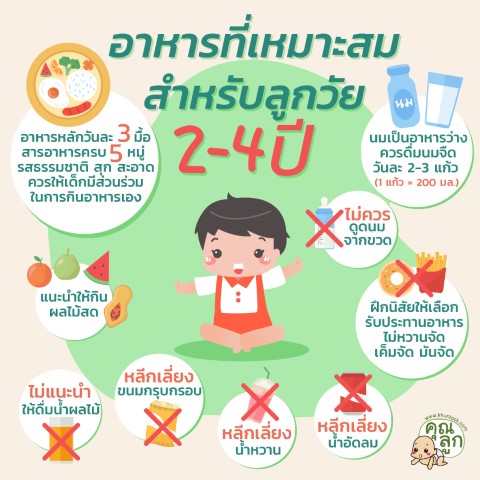 อาหารที่เหมาะสม
สำหรับลูกวัย
2-4ปี
อาหารหลักวันละ 3 มื้อ
สารอาหารครบ 5 หมู่
รสธรรมชาติ สุก สะอาด
ควรให้เด็กมีส่วนร่วม
ในการกินอาหารเอง
นม
นมเป็นอาหารว่าง
ควรดื่มนมจืด
วันละ 2-3 แก้ว
(1 แก้ว = 200 มล.)
ไม่ควร
ดูดนม
จากขวด
แนะนำให้กิน
ผลไม้สด
ฝึกนิสัยให้เลือก
รับประทานอาหาร
ไม่หวานจัด
เค็มจัด มันจัด
ไม่แนะนำ
ให้ดื่มน้ำผลไม้
หลีกเลี่ยง
ขนมกรุบกรอบ
หลีกเลี่ยง
น้ำหวาน
หลีกเลี่ยง
น้ำอัดลม
www.khunlook.com
คุณ
ลูก